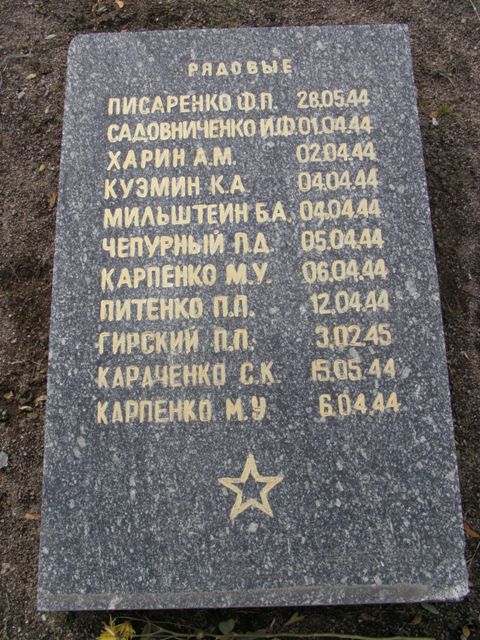 РЯДОВЫЕ
ПИСАРЕНКО Ф.П. 28.05.44
САДОВНИЧЕНКО И.Ф. 01.04.44
ХАРИН А.М. 02.04.44
КУЗМИН К.А. 04.04.44
МИЛЬШТЕИН Б.А. 04.04.44
ЧЕПУРНЫЙ П.Д. 05.04.44
КАРПЕНКО М.У. 06.04.44
ПИТЕНКО П.П. 12.04.44
ГИРСКИЙ П.П. 3.02.45
КАРАЧЕНКО С.К. 15.05.44
КАРПЕНКО М.У. 6.04.44